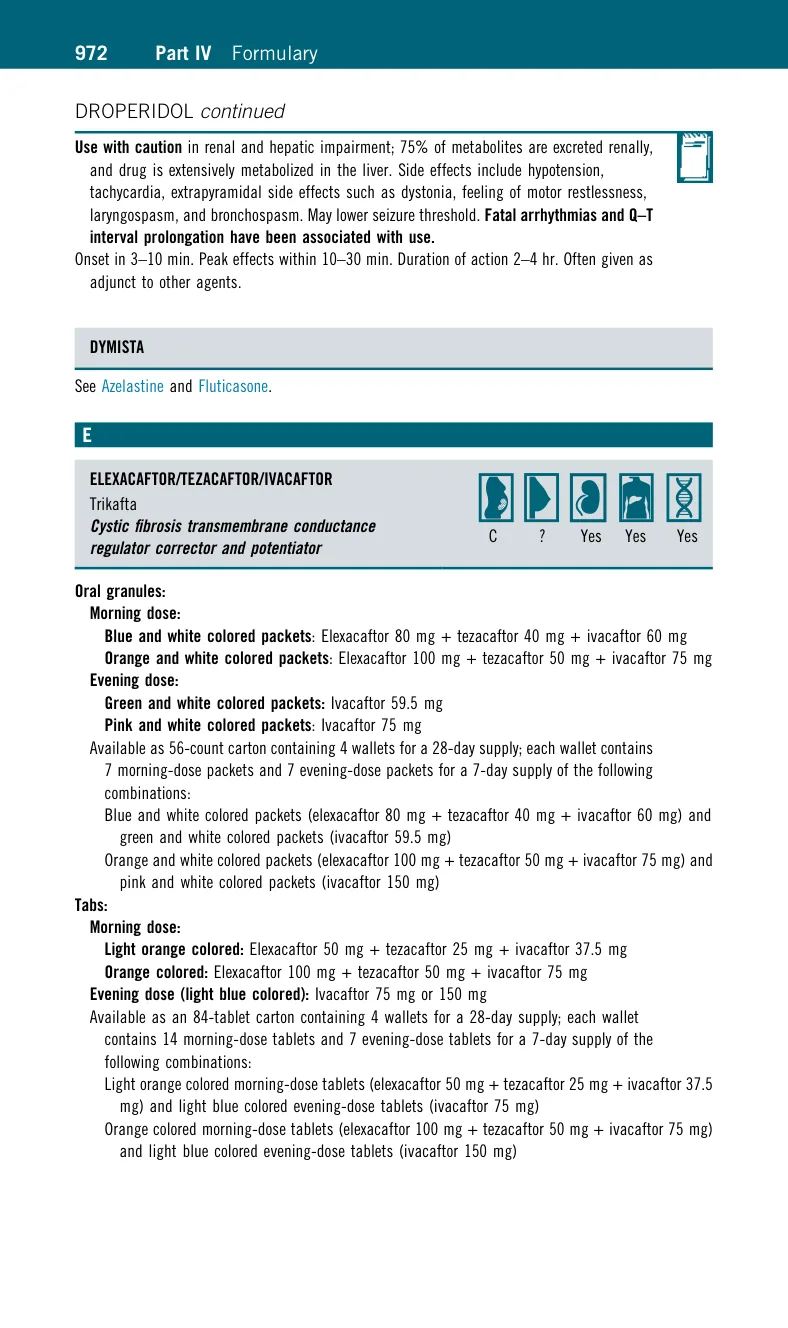 972 Part IV Formulary
DROPERIDOL continued
Use with caution in renal and hepatic impairment; 75% of metabolites are excreted renally,
and drug is extensively metabolized in the liver. Side effects include hypotension,
tachycardia, extrapyramidal side effects such as dystonia, feeling of motor restlessness,
laryngospasm, and bronchospasm. May lower seizure threshold. Fatal arrhythmias and Q–T
interval prolongation have been associated with use.
Onset in 3–10 min. Peak effects within 10–30 min. Duration of action 2–4 hr. Often given as
adjunct to other agents.
DYMISTA
See Azelastine and Fluticasone.
E
ELEXACAFTOR/TEZACAFTOR/IVACAFTOR
Trikafta
Cystic fibrosis transmembrane conductance
regulator corrector and potentiator
C ? Yes Yes Yes
Oral granules:
Morning dose:
Blue and white colored packets: Elexacaftor 80 mg + tezacaftor 40 mg + ivacaftor 60 mg
Orange and white colored packets: Elexacaftor 100 mg + tezacaftor 50 mg + ivacaftor 75 mg
Evening dose:
Green and white colored packets: Ivacaftor 59.5 mg
Pink and white colored packets: Ivacaftor 75 mg
Available as 56-count carton containing 4 wallets for a 28-day supply; each wallet contains
7 morning-dose packets and 7 evening-dose packets for a 7-day supply of the following
combinations:
Blue and white colored packets (elexacaftor 80 mg + tezacaftor 40 mg + ivacaftor 60 mg) and
green and white colored packets (ivacaftor 59.5 mg)
Orange and white colored packets (elexacaftor 100 mg + tezacaftor 50 mg + ivacaftor 75 mg) and
pink and white colored packets (ivacaftor 150 mg)
Tabs:
Morning dose:
Light orange colored: Elexacaftor 50 mg + tezacaftor 25 mg + ivacaftor 37.5 mg
Orange colored: Elexacaftor 100 mg + tezacaftor 50 mg + ivacaftor 75 mg
Evening dose (light blue colored): Ivacaftor 75 mg or 150 mg
Available as an 84-tablet carton containing 4 wallets for a 28-day supply; each wallet
contains 14 morning-dose tablets and 7 evening-dose tablets for a 7-day supply of the
following combinations:
Light orange colored morning-dose tablets (elexacaftor 50 mg + tezacaftor 25 mg + ivacaftor 37.5
mg) and light blue colored evening-dose tablets (ivacaftor 75 mg)
Orange colored morning-dose tablets (elexacaftor 100 mg + tezacaftor 50 mg + ivacaftor 75 mg)
and light blue colored evening-dose tablets (ivacaftor 150 mg)